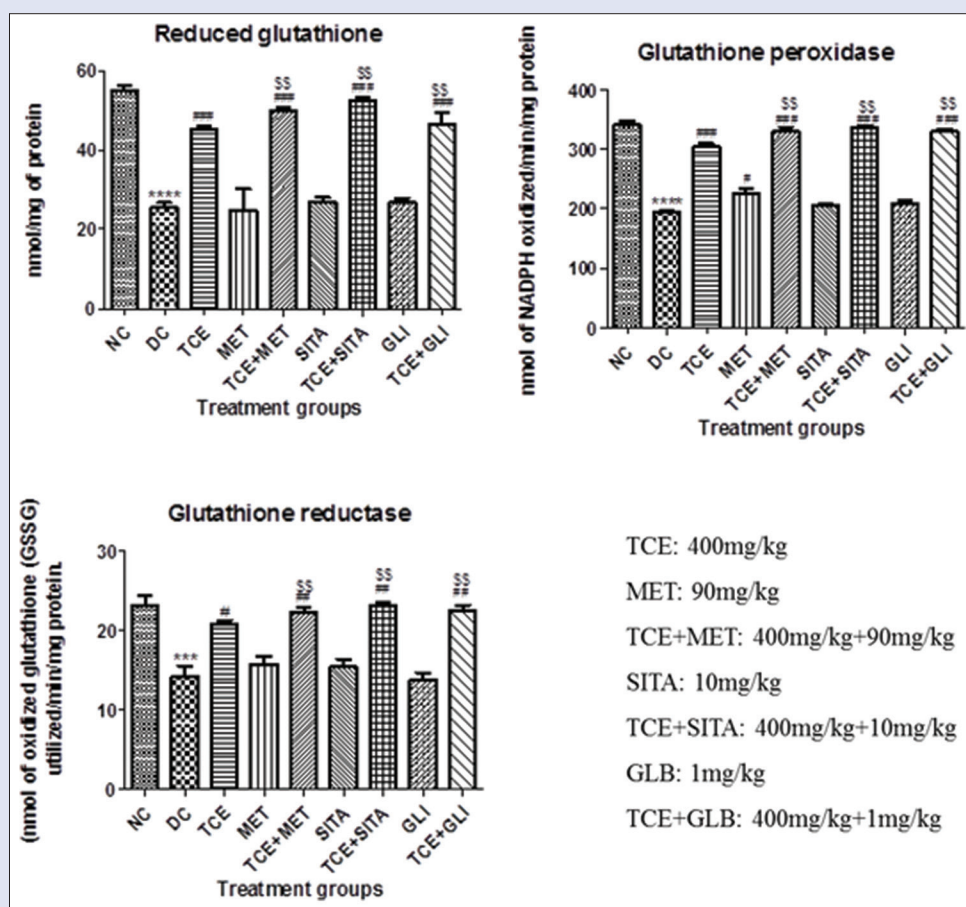 Reduced glutathione
nmol/mg of protein
60
40
20
0
****
###
$$
###
$$
###
$$
###
NC
DC
TCE
MET
TCE+MET
SITA
TCE+SITA
GLI
TCE+GLI
Treatment groups
Glutathione peroxidase
nmol of NADPH oxidized/min/mg protein
400
300
200
100
0
****
###
#
$$
###
$$
###
$$
###
NC
DC
TCE
MET
TCE+MET
SITA
TCE+SITA
GLI
TCE+GLI
Treatment groups
Glutathione reductase
(nmol of oxidized glutathione (GSSG)
utilized/min/mg protein.
30
20
10
0
***
#
$$
##
$$
##
$$
##
NC
DC
TCE
MET
TCE+MET
SITA
TCE+SITA
GLI
TCE+GLI
Treatment groups
TCE: 400mg/kg
MET: 90mg/kg
TCE+MET: 400mg/kg+90mg/kg
SITA: 10mg/kg
TCE+SITA: 400mg/kg+10mg/kg
GLB: 1mg/kg
TCE+GLB: 400mg/kg+1mg/kg